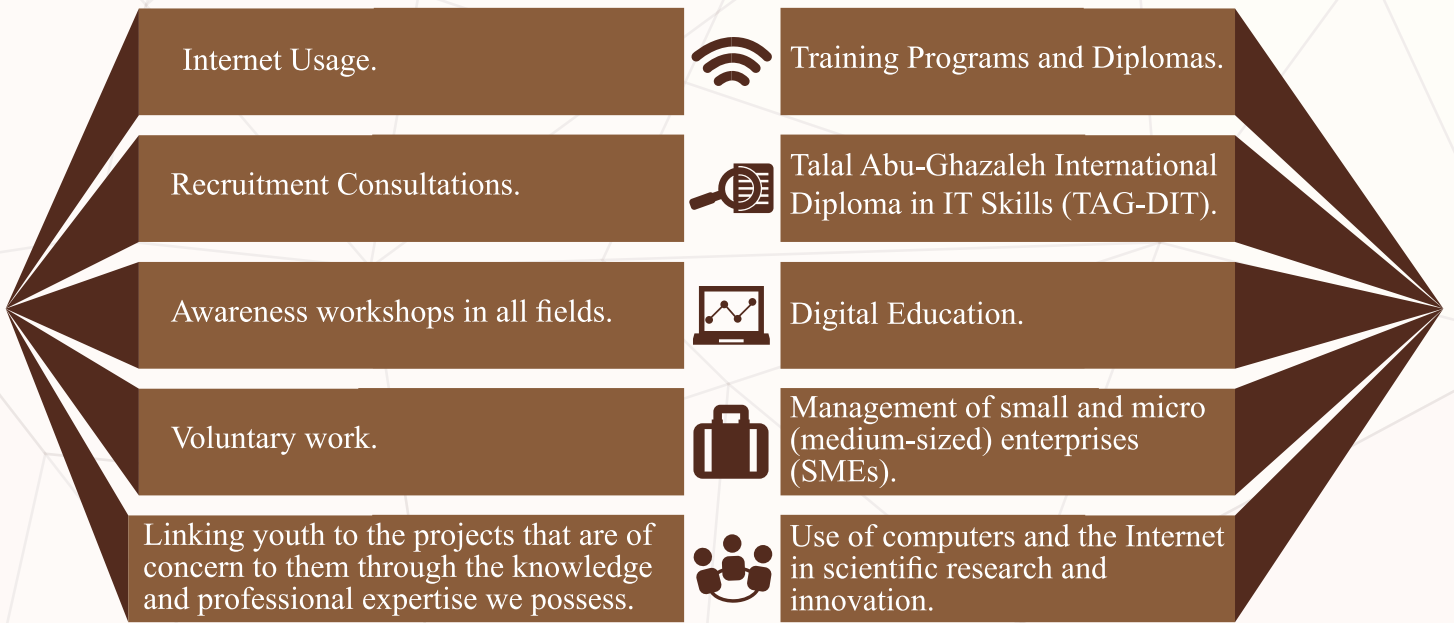 Internet Usage.
Training Programs and Diplomas.
Recruitment Consultations.
Talal Abu-Ghazaleh International
Diploma in IT Skills (TAG-DIT).
Awareness workshops in all fields.
Digital Education.
Voluntary work.
Management of small and micro
(medium-sized) enterprises
(SMEs).
Linking youth to the projects that are of
concern to them through the knowledge
and professional expertise we possess.
Use of computers and the Internet
in scientific research and
innovation.